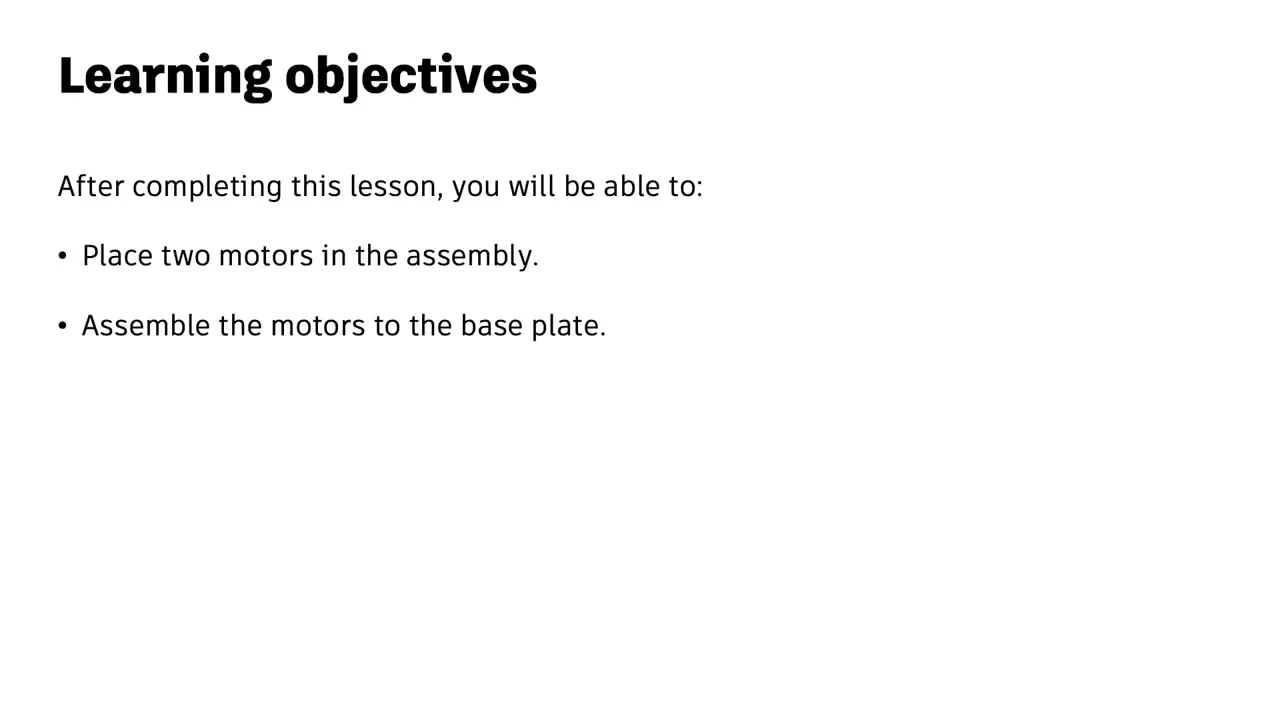 Learning objectives
After completing this lesson, you will be able to:
• Place two motors in the assembly.
• Assemble the motors to the base plate.